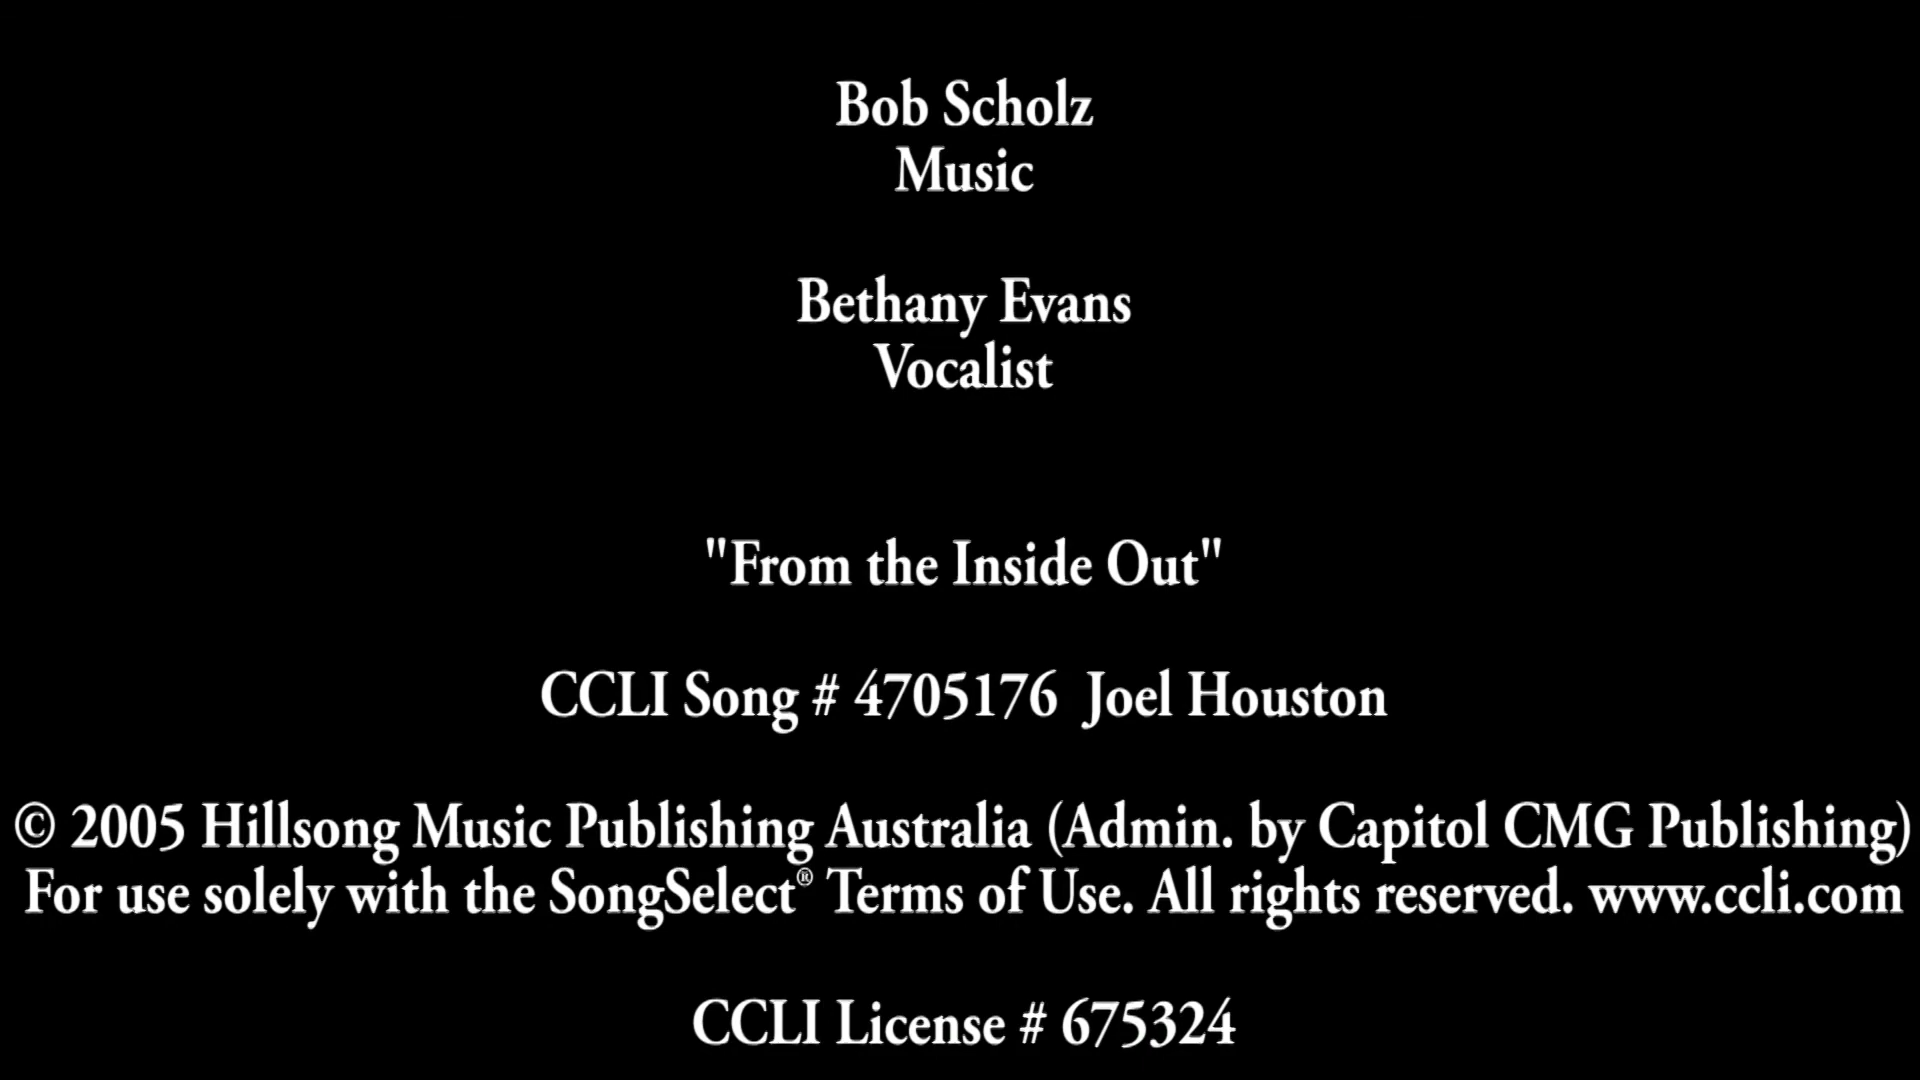 Bob Scholz
Music
Bethany Evans
Vocalist
"From the Inside Out"
CCLI Song # 4705176  Joel Houston
© 2005 Hillsong Music Publishing Australia (Admin. by Capitol CMG Publishing)
For use solely with the SongSelect® Terms of Use. All rights reserved. www.ccli.com
CCLI License # 675324